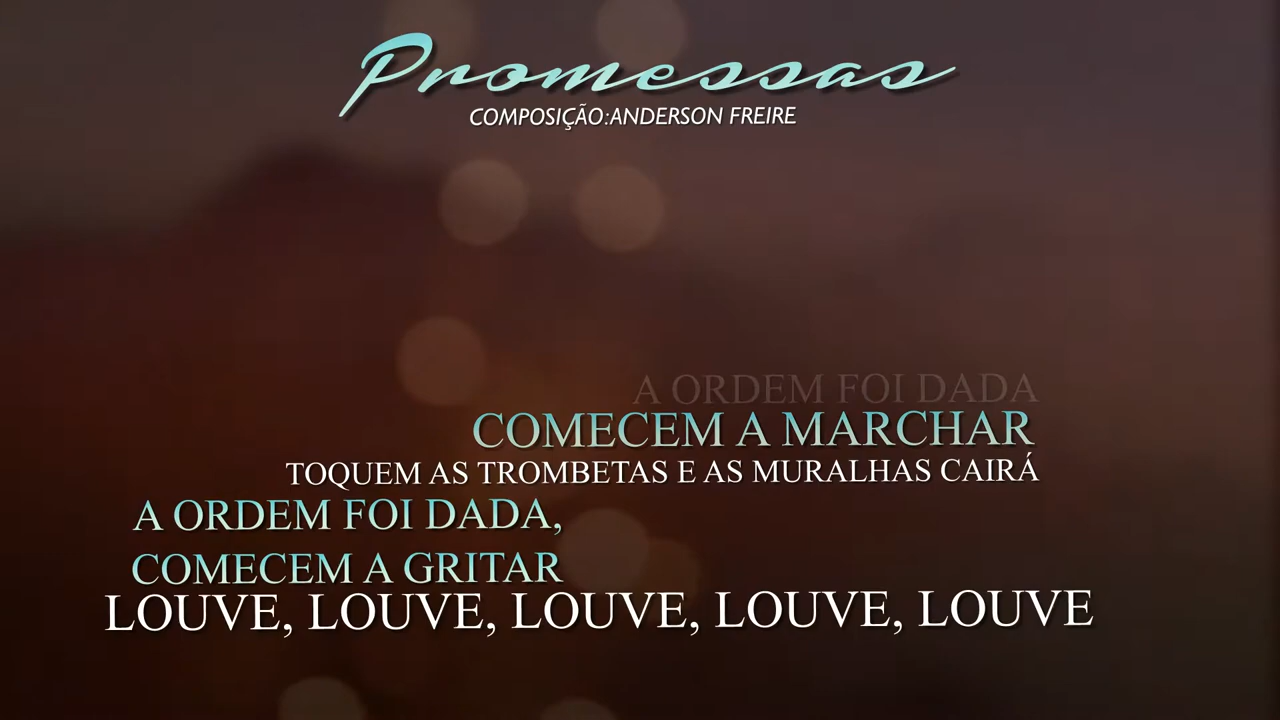 Promessas
COMPOSIÇÃO:ANDERSON FREIRE
A ORDEM FOI DADA
COMECEM A MARCHAR
TOQUEM AS TROMBETAS E AS MURALHAS CAIRÁ
A ORDEM FOI DADA,
COMECEM A GRITAR
LOUVE, LOUVE, LOUVE, LOUVE, LOUVE